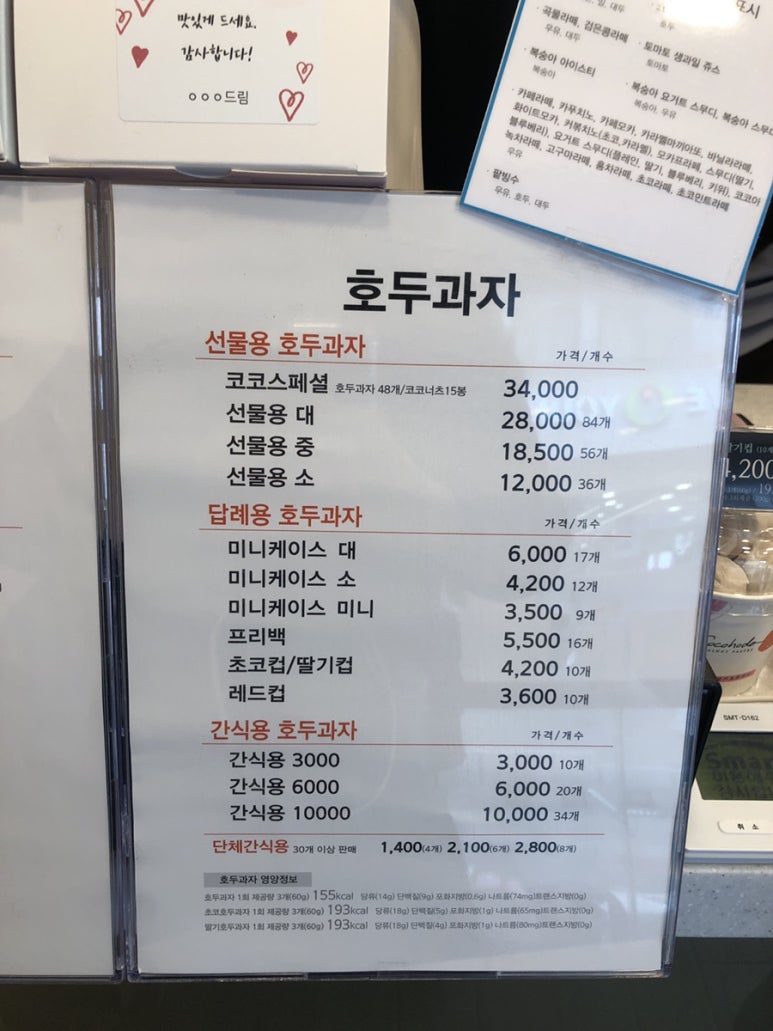 맛있게 드세요.
감사합니다!
ㅇㅇㅇ드림
대두
호두
· 곡물라떼, 검은콩라떼
우유, 대두
· 토마토 생과일 쥬스
토마토
· 복숭아 아이스티
복숭아
· 복숭아 요거트 스무디, 복숭아 스무
복숭아, 우유
· 카페라떼, 카푸치노, 카페모카, 카라멜마끼아또, 바닐라라떼,
화이트모카, 커볶치노(초코,카라멜), 모카프라페, 스무디(딸기,
블루베리), 요거트 스무디(플레인, 딸기, 블루베리, 키위), 코코아
녹차라떼, 고구마라떼, 홍차라떼, 초코라떼, 초코민트라떼
우유
· 팥빙수
우유, 호두, 대두
호두과자
선물용 호두과자 가격/개수
코코스페셜 호두과자 48개/코코너츠15봉 34,000
선물용 대 28,000 84개
선물용 중 18,500 56개
선물용 소 12,000 36개
답례용 호두과자 가격/개수
미니케이스 대 6,000 17개
미니케이스 소 4,200 12개
미니케이스 미니 3,500 9개
프리백 5,500 16개
초코컵/딸기컵 4,200 10개
레드컵 3,600 10개
간식용 호두과자 가격/개수
간식용 3000 3,000 10개
간식용 6000 6,000 20개
간식용 10000 10,000 34개
단체간식용 30개 이상 판매 1,400(4개) 2,100(6개) 2,800(8개)
호두과자 영양정보
호두과자 1회 제공량 3개(60g) 155kcal 당유(14g) 단백질(9g) 포화지방(0.6g) 나트륨(74mg)트랜스지방(0g)
초코호두과자 1회 제공량 3개(60g) 193kcal 당류(18g) 단백질(5g) 포화지방(1g) 나트륨(65mg)트랜스지방(0g)
딸기호두과자 1회 제공량 3개(60g) 193kcal 당류(18g) 단백질(4g) 포화지방(1g) 나트륨(80mg)트랜스지방(0g)
,200
Cocohodo
SMT-D162
취 소